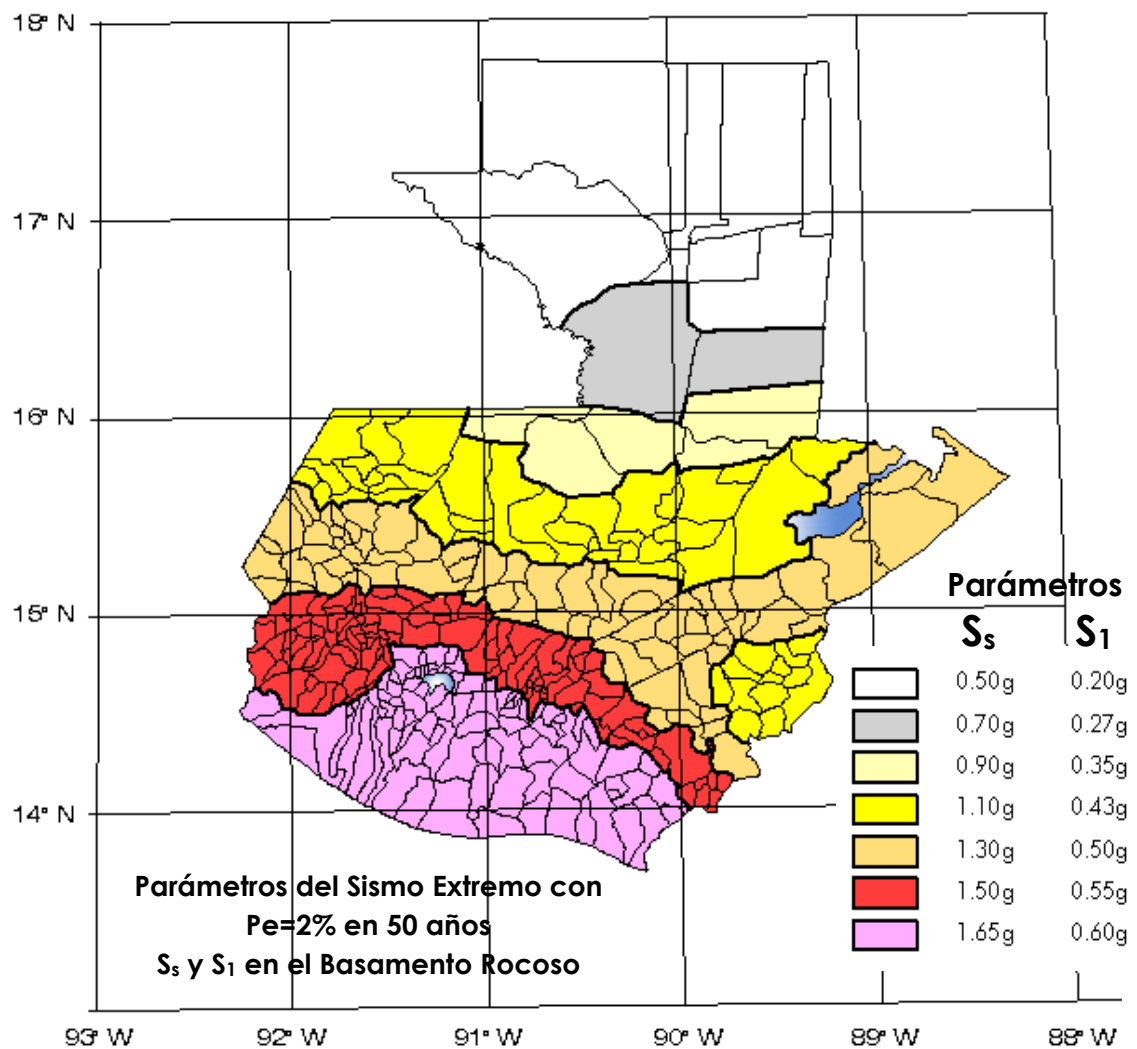 18° N
17° N
16° N
15° N
14° N
Parámetros
Ss S1
0.50g 0.20g
0.70g 0.27g
0.90g 0.35g
1.10g 0.43g
1.30g 0.50g
1.50g 0.55g
1.65g 0.60g
Parámetros del Sismo Extremo con
Pe=2% en 50 años
Ss y S1 en el Basamento Rocoso
93° W 92° W 91° W 90° W 89° W 88° W